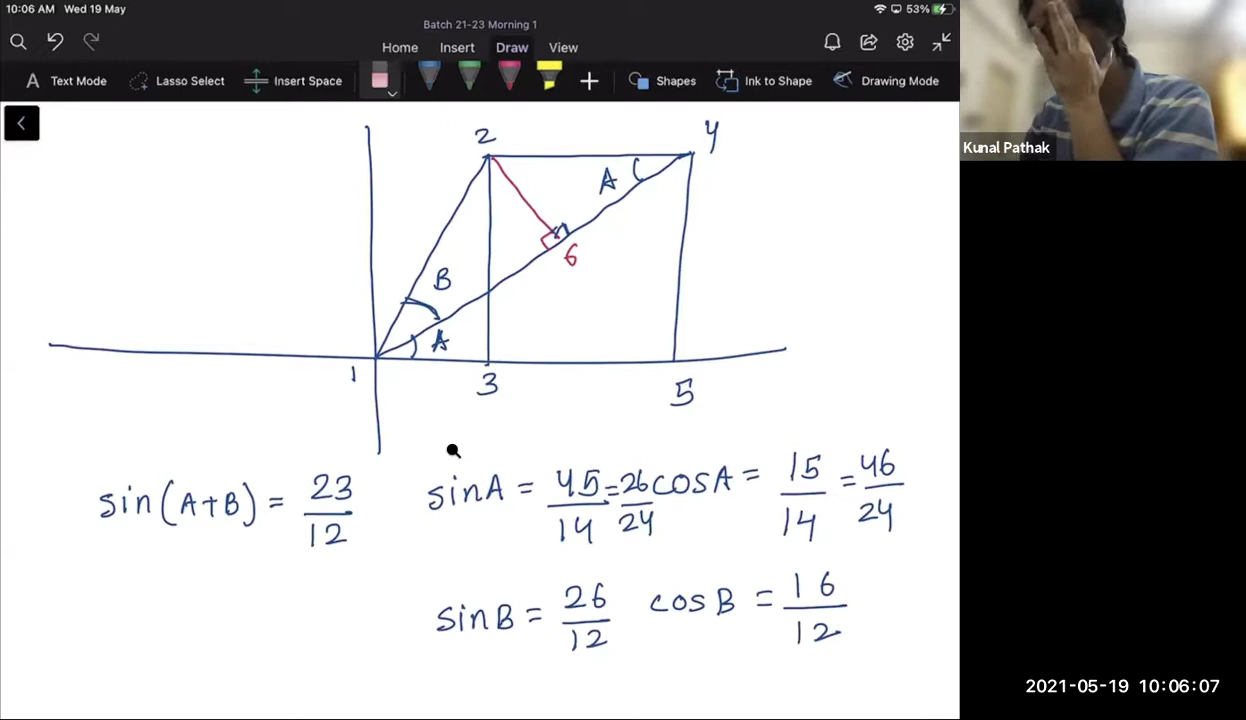 10:06 AM Wed 19 May
53%
Batch 21-23 Morning 1
Home Insert Draw View
A Text Mode Lasso Select Insert Space Shapes Ink to Shape Drawing Mode
Kunal Pathak
2 4
A
6
B
A
1 3 5
sin(A+B) = 23/12
sinA = 45/14 = 26/24 cosA = 15/14 = 46/24
sinB = 26/12 cosB = 16/12
2021-05-19 10:06:07